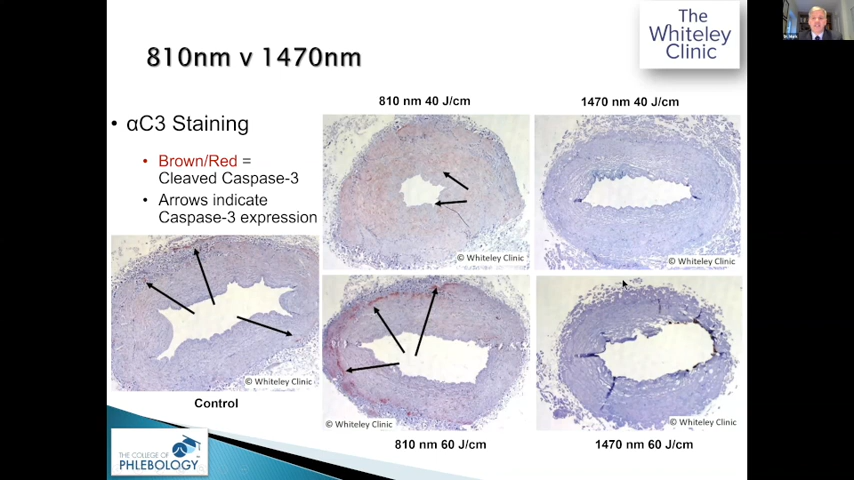 810nm v 1470nm
The
Whiteley
Clinic
• αC3 Staining
• Brown/Red =
Cleaved Caspase-3
• Arrows indicate
Caspase-3 expression
810 nm 40 J/cm
1470 nm 40 J/cm
© Whiteley Clinic
© Whiteley Clinic
© Whiteley Clinic
Control
© Whiteley Clinic
© Whiteley Clinic
810 nm 60 J/cm
1470 nm 60 J/cm
THE COLLEGE OF
PHLEBOLOGY